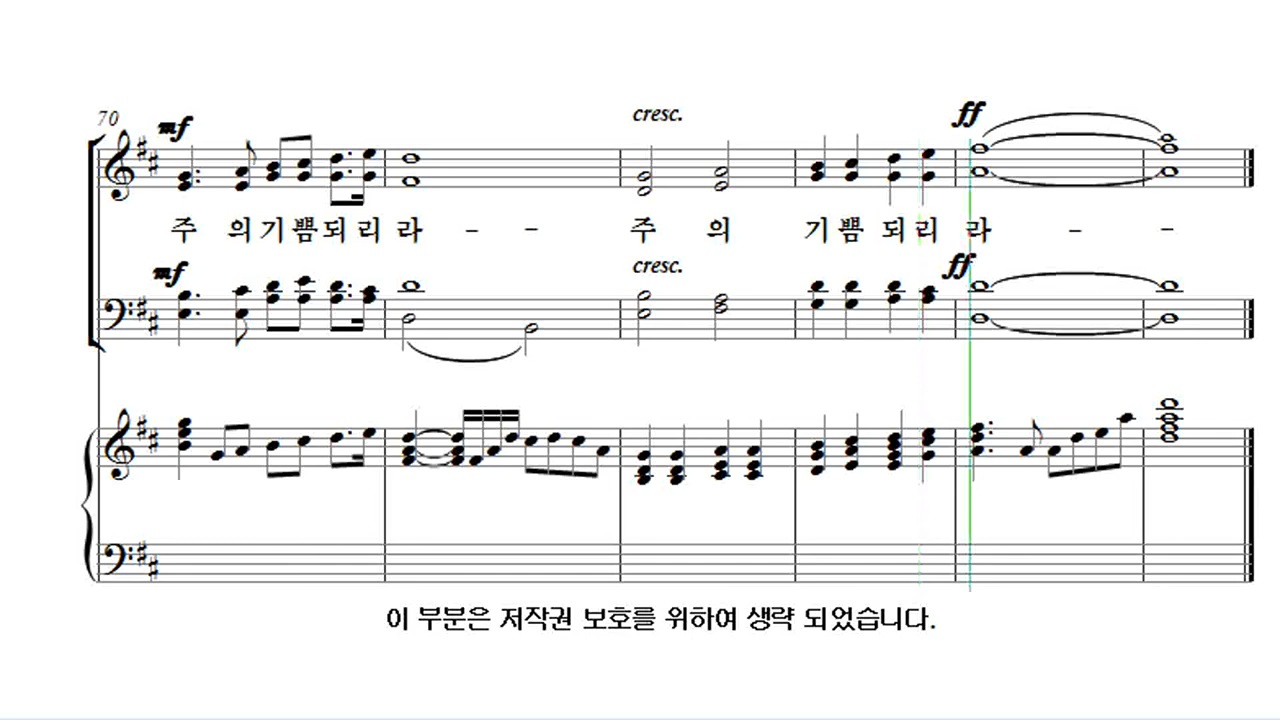 70
mf
cresc.
ff
주 의 기 쁨 되 리 라 - - 주 의 기 쁨 되 리 라 - -
mf
cresc.
ff
이 부분은 저작권 보호를 위하여 생략 되었습니다.